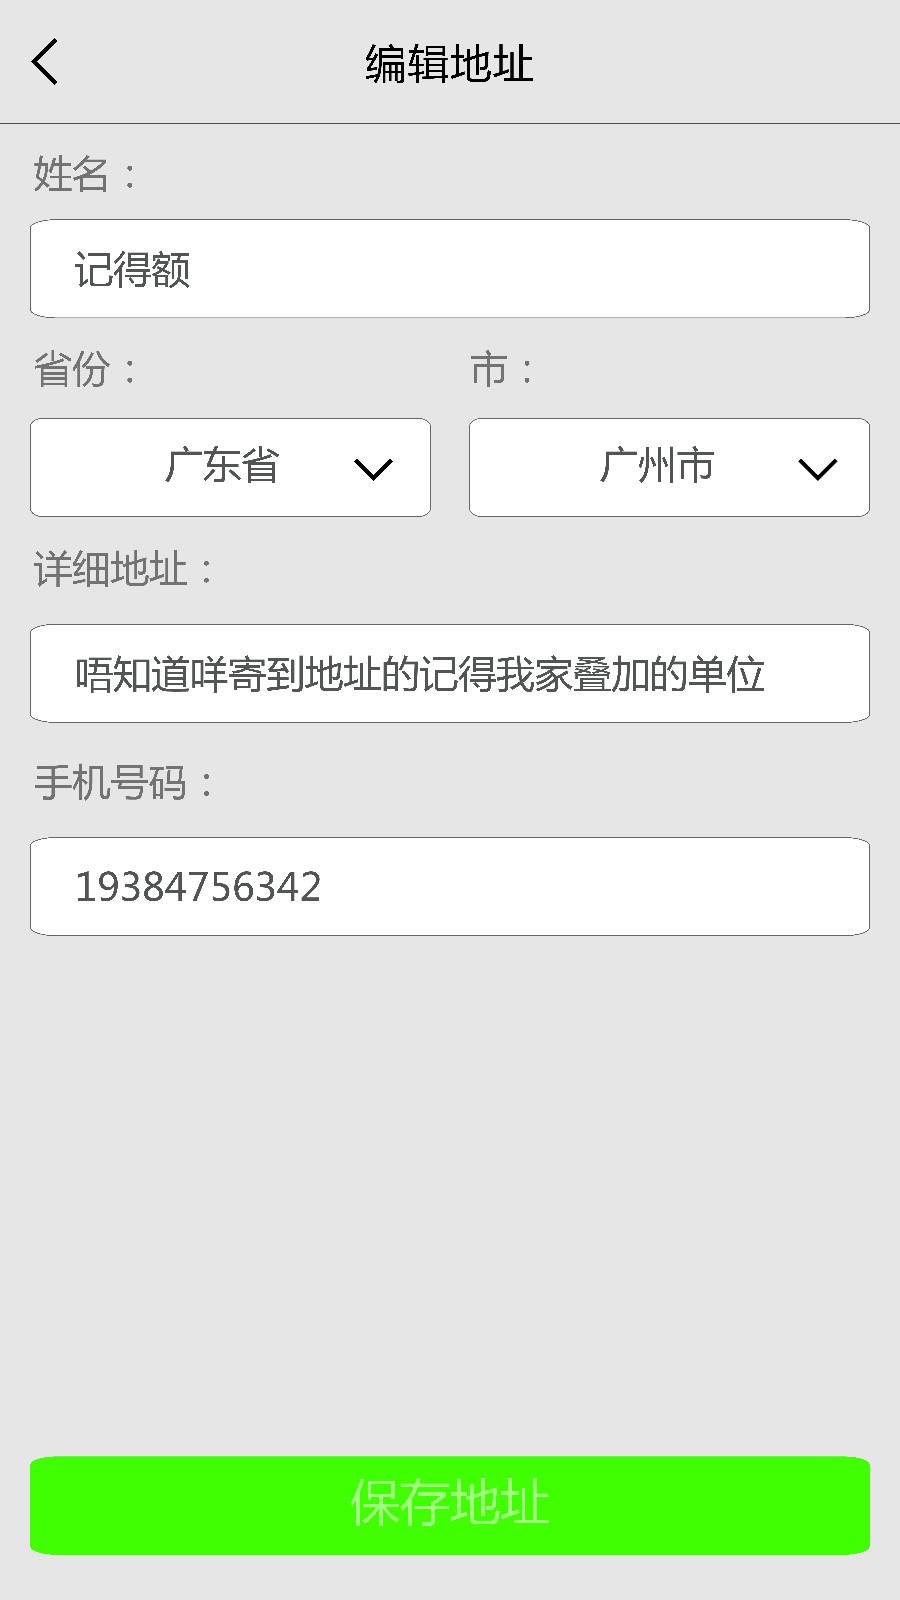 编辑地址
姓名：
记得额
省份：
市：
广东省
广州市
详细地址：
唔知道咩寄到地址的记得我家叠加的单位
手机号码：
19384756342
保存地址